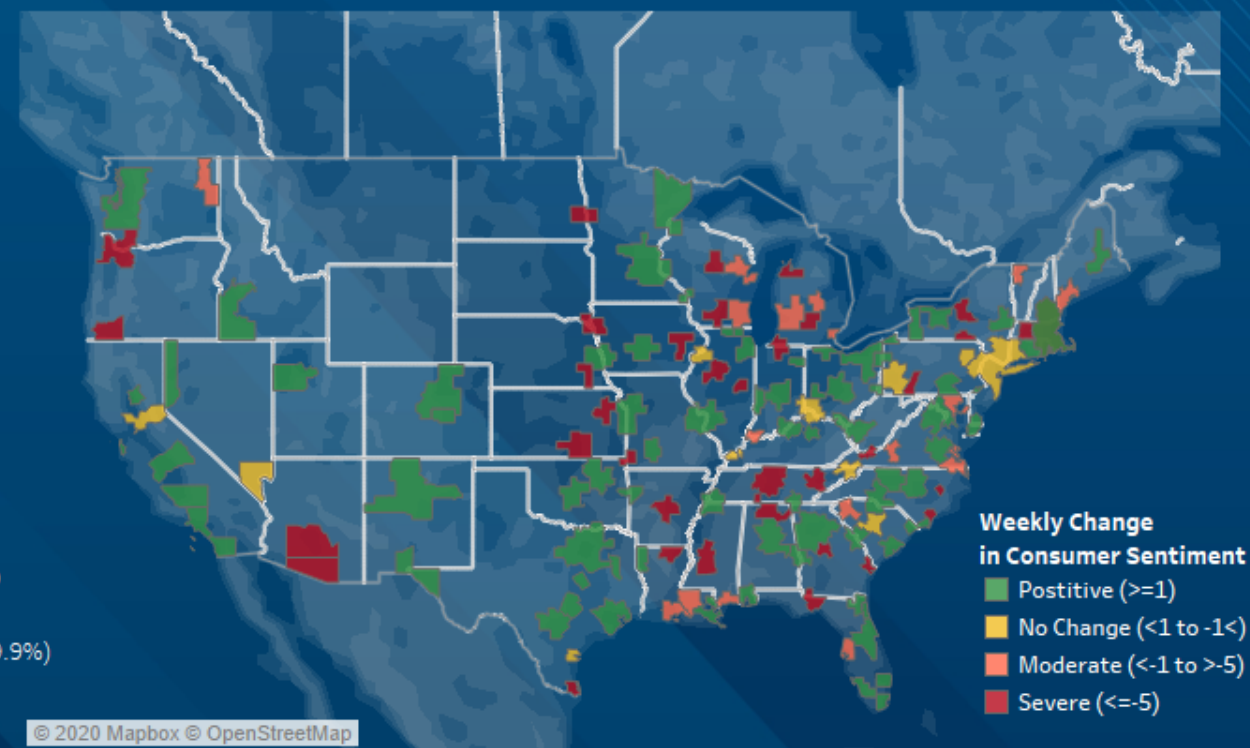 Weekly Change
in Consumer Sentiment
Postitive (>=1)
No Change (<1 to -1<)
Moderate (<-1 to >-5)
Severe (<=-5)
.9%)
© 2020 Mapbox © OpenStreetMap